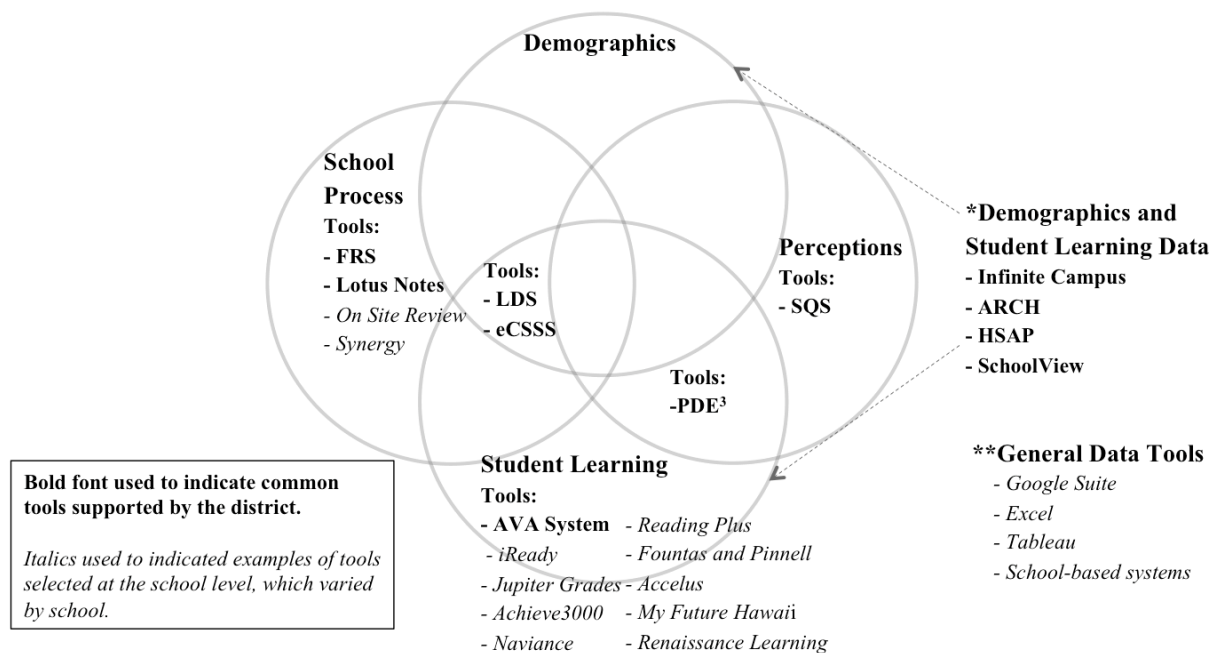 Demographics
School
Process
Tools:
- FRS
- Lotus Notes
- On Site Review
- Synergy
Tools:
- LDS
- eCSSS
Perceptions
Tools:
- SQS
Tools:
-PDE³
*Demographics and
Student Learning Data
- Infinite Campus
- ARCH
- HSAP
- SchoolView
Student Learning
Tools:
- AVA System
- iReady
- Jupiter Grades
- Achieve3000
- Naviance
- Reading Plus
- Fountas and Pinnell
- Accelus
- My Future Hawaii
- Renaissance Learning
**General Data Tools
- Google Suite
- Excel
- Tableau
- School-based systems
Bold font used to indicate common
tools supported by the district.
Italics used to indicated examples of tools
selected at the school level, which varied
by school.